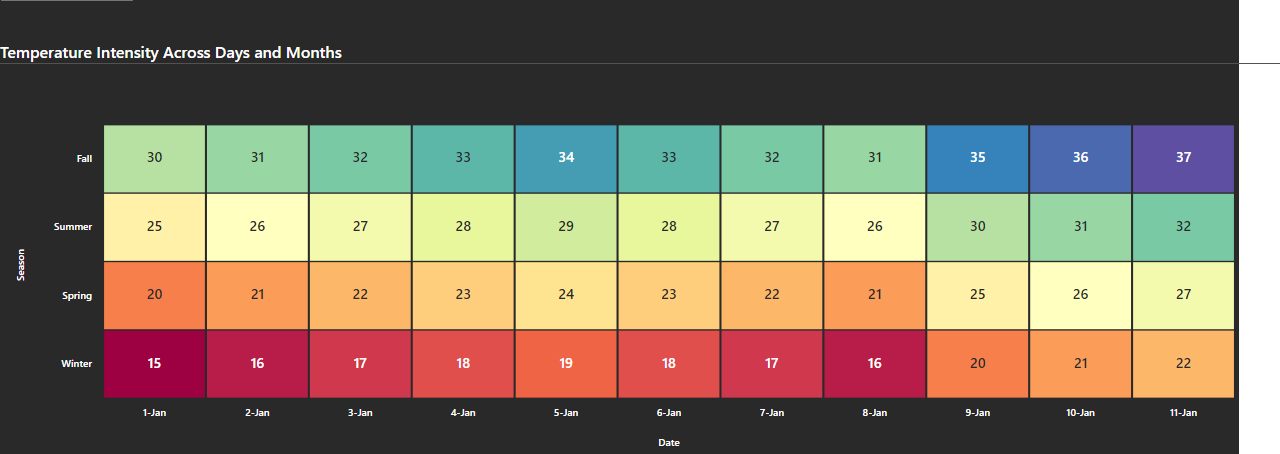 Temperature Intensity Across Days and Months
Season
Fall 30 31 32 33 34 33 32 31 35 36 37
Summer 25 26 27 28 29 28 27 26 30 31 32
Spring 20 21 22 23 24 23 22 21 25 26 27
Winter 15 16 17 18 19 18 17 16 20 21 22
1-Jan 2-Jan 3-Jan 4-Jan 5-Jan 6-Jan 7-Jan 8-Jan 9-Jan 10-Jan 11-Jan
Date